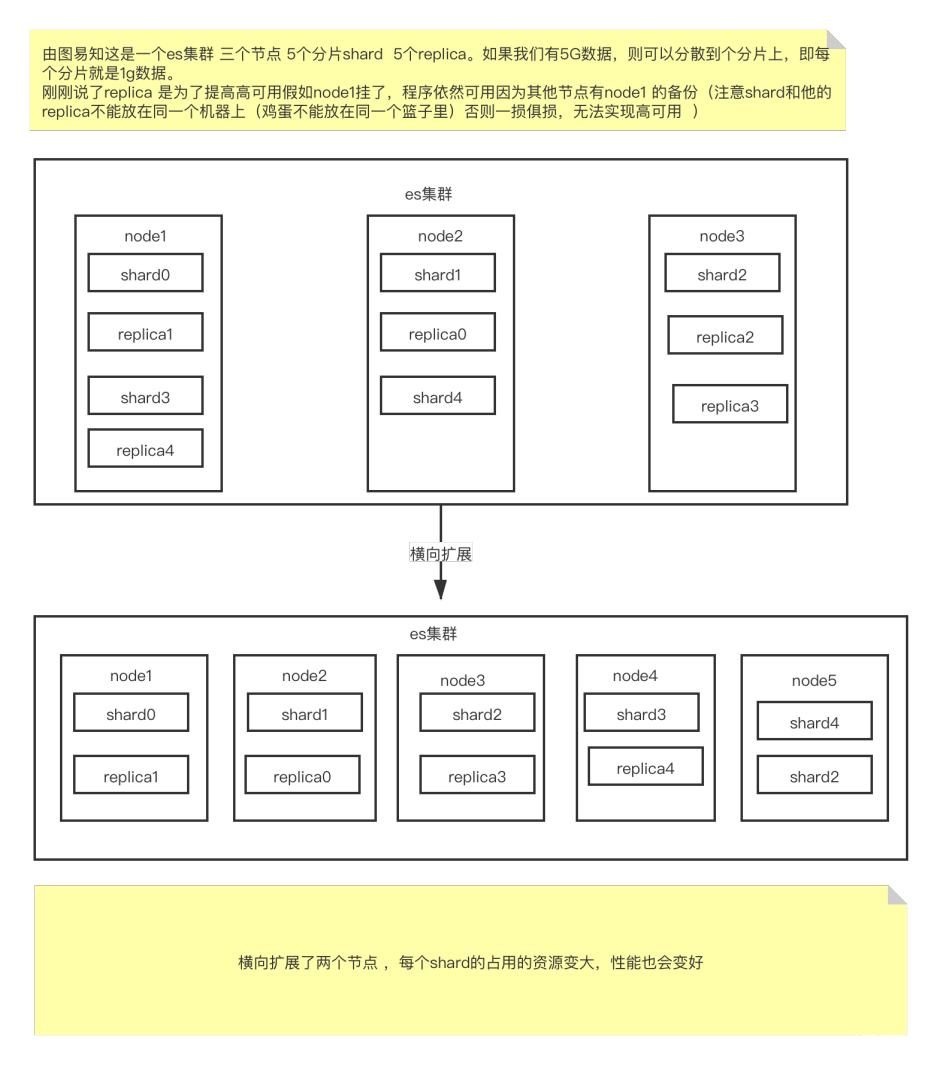 由图易知这是一个es集群 三个节点 5个分片shard  5个replica。如果我们有5G数据，则可以分散到个分片上，即每
个分片就是1g数据。
刚刚说了replica 是为了提高高可用假如node1挂了，程序依然可用因为其他节点有node1 的备份（注意shard和他的
replica不能放在同一个机器上（鸡蛋不能放在同一个篮子里）否则一损俱损，无法实现高可用  ）
es集群
node1
shard0
replica1
shard3
replica4
node2
shard1
replica0
shard4
node3
shard2
replica2
replica3
横向扩展
es集群
node1
shard0
replica1
node2
shard1
replica0
node3
shard2
replica3
node4
shard3
replica4
node5
shard4
shard2
横向扩展了两个节点 ，每个shard的占用的资源变大，性能也会变好